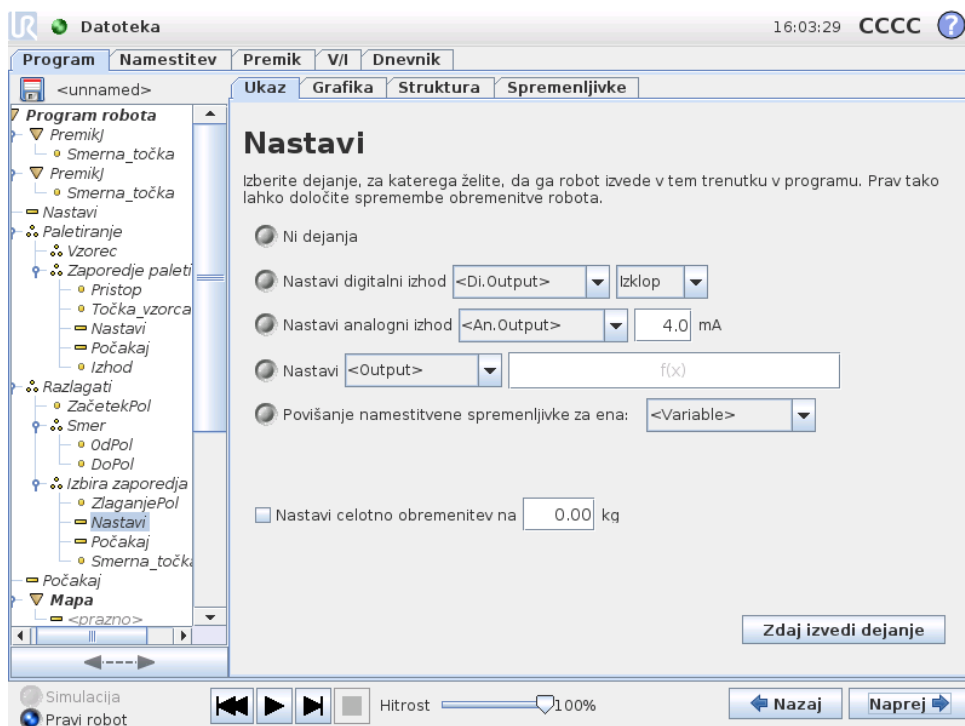 UR Datoteka 16:03:29 CCCC ?
Program Namestitev Premik V/I Dnevnik
<unnamed>
Ukaz Grafika Struktura Spremenljivke
Program robota
PremikJ
Smerna_točka
PremikJ
Smerna_točka
Nastavi
Paletiranje
Vzorec
Zaporedje paleti
Pristop
Točka_vzorca
Nastavi
Počakaj
Izhod
Razlagati
ZačetekPol
Smer
OdPol
DoPol
Izbira zaporedja
ZlaganjePol
Nastavi
Počakaj
Smerna_točka
Počakaj
Mapa
<prazno>
Nastavi
Izberite dejanje, za katerega želite, da ga robot izvede v tem trenutku v programu. Prav tako
lahko določite spremembe obremenitve robota.
Ni dejanja
Nastavi digitalni izhod <Di.Output> Izklop
Nastavi analogni izhod <An.Output> 4.0 mA
Nastavi <Output> f(x)
Povišanje namestitvene spremenljivke za ena: <Variable>
Nastavi celotno obremenitev na 0.00 kg
Zdaj izvedi dejanje
Simulacija
Pravi robot
Hitrost 100%
Nazaj Naprej